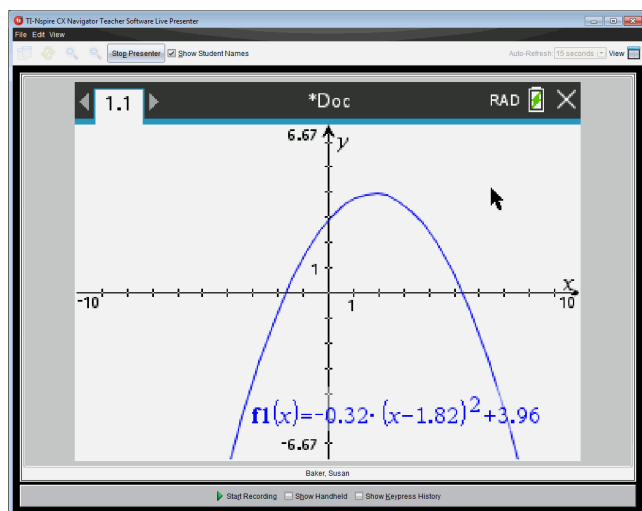 TI-Nspire CX Navigator Teacher Software Live Presenter
File Edit View
Stop Presenter Show Student Names Auto-Refresh: 15 seconds View
1.1 *Doc RAD
6.67 y
1
x
-10 1 10
f1(x)=-0.32·(x-1.82)²+3.96
-6.67
Baker, Susan
Start Recording Show Handheld Show Keypress History